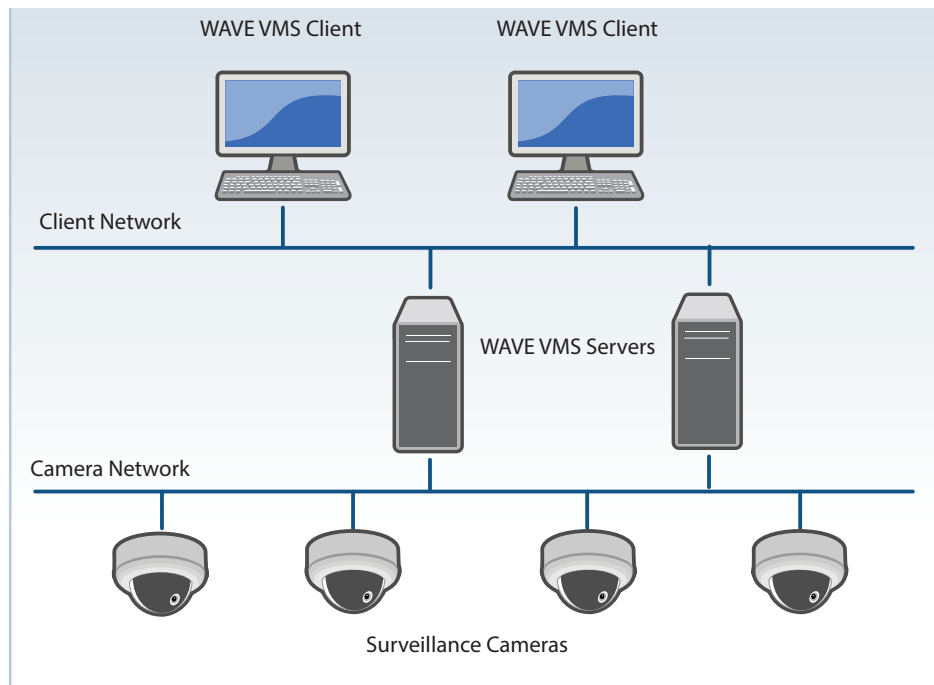 WAVE VMS Client
WAVE VMS Client
Client Network
WAVE VMS Servers
Camera Network
Surveillance Cameras